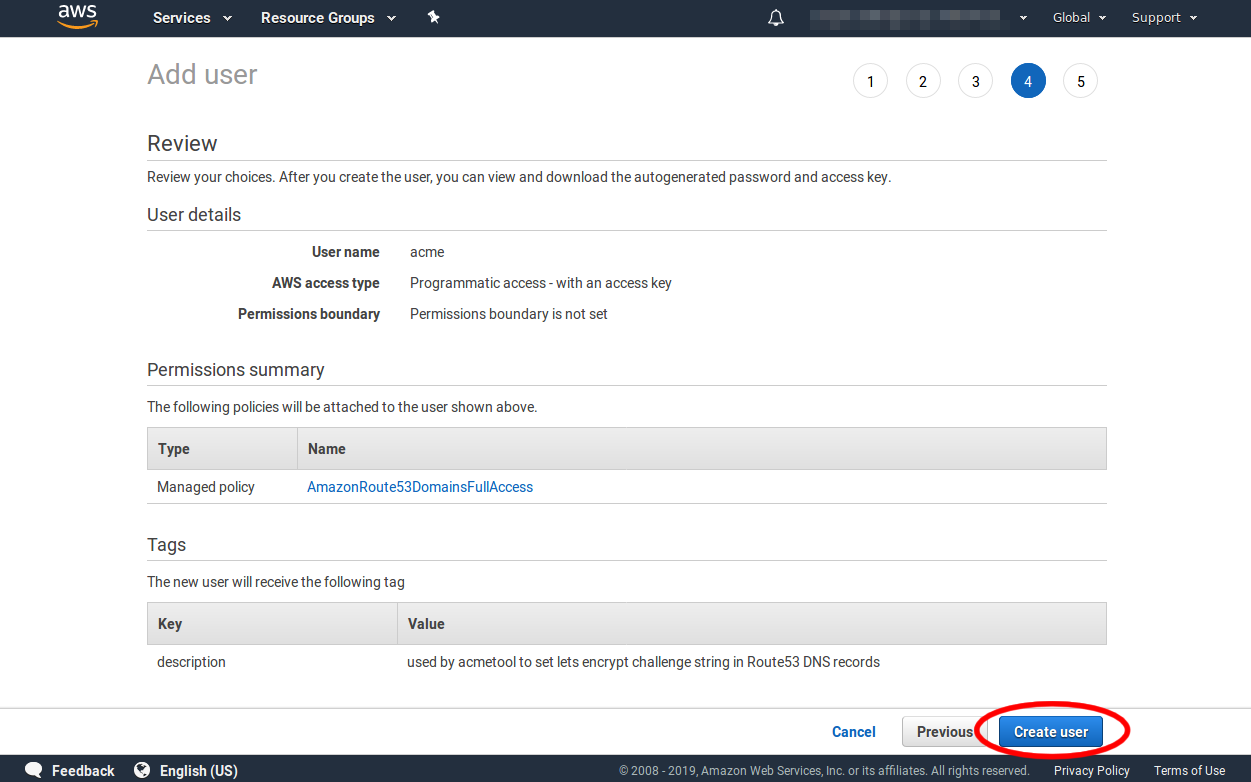 aws Services Resource Groups Global Support
Add user 1 2 3 4 5
Review
Review your choices. After you create the user, you can view and download the autogenerated password and access key.
User details
User name acme
AWS access type Programmatic access - with an access key
Permissions boundary Permissions boundary is not set
Permissions summary
The following policies will be attached to the user shown above.
Type Name
Managed policy AmazonRoute53DomainsFullAccess
Tags
The new user will receive the following tag
Key Value
description used by acmetool to set lets encrypt challenge string in Route53 DNS records
Cancel Previous Create user
Feedback English (US) © 2008 - 2019, Amazon Web Services, Inc. or its affiliates. All rights reserved. Privacy Policy Terms of Use